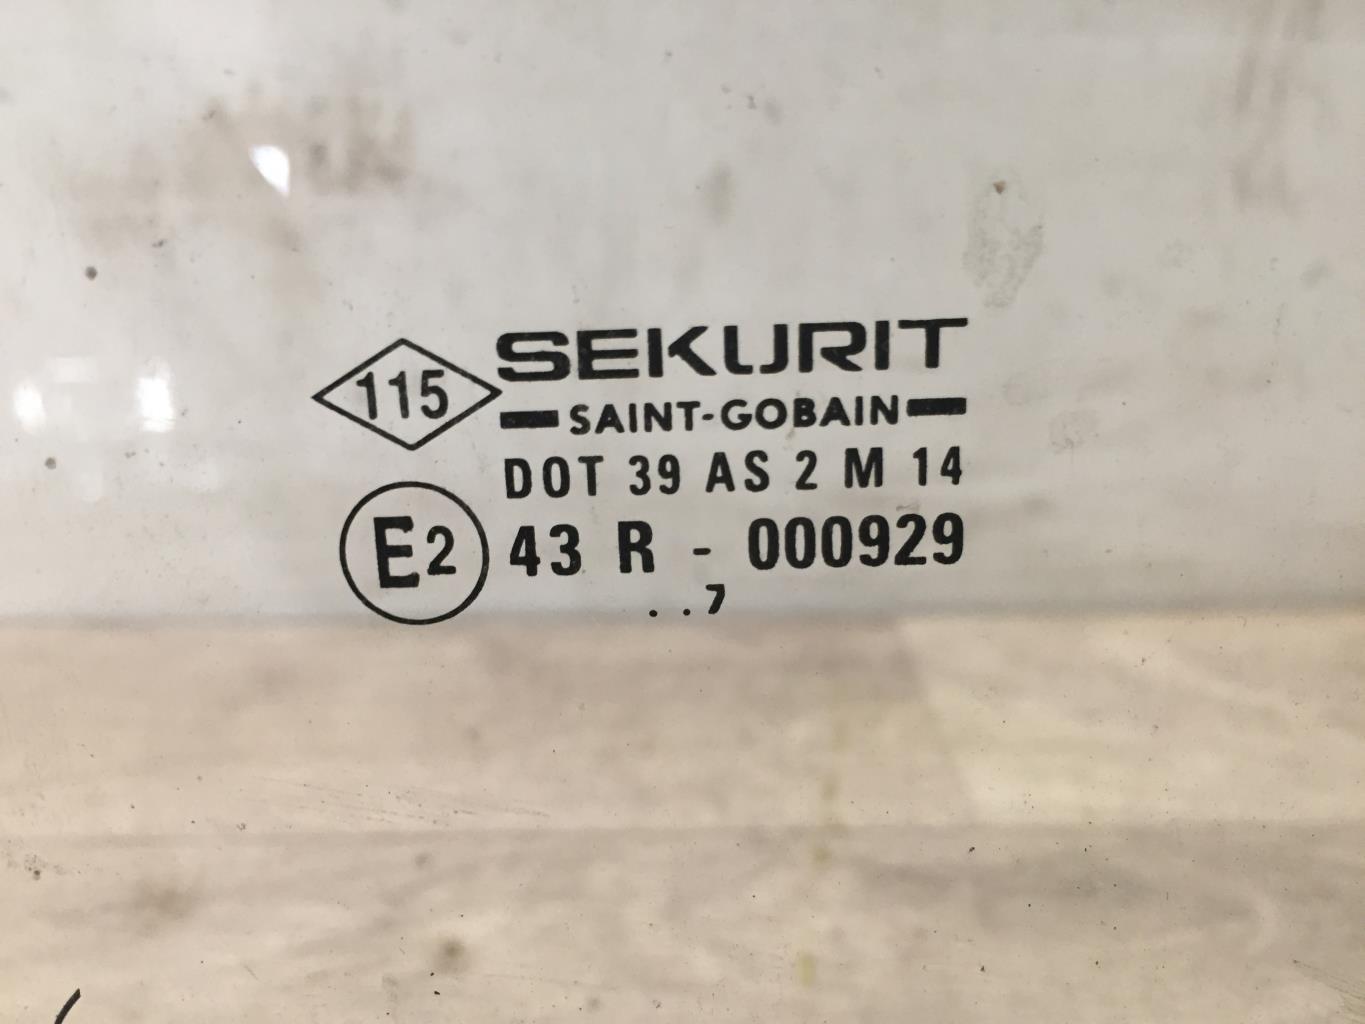 115
SEKURIT
SAINT-GOBAIN
DOT 39 AS 2 M 14
E2 43 R - 000929
. . 7